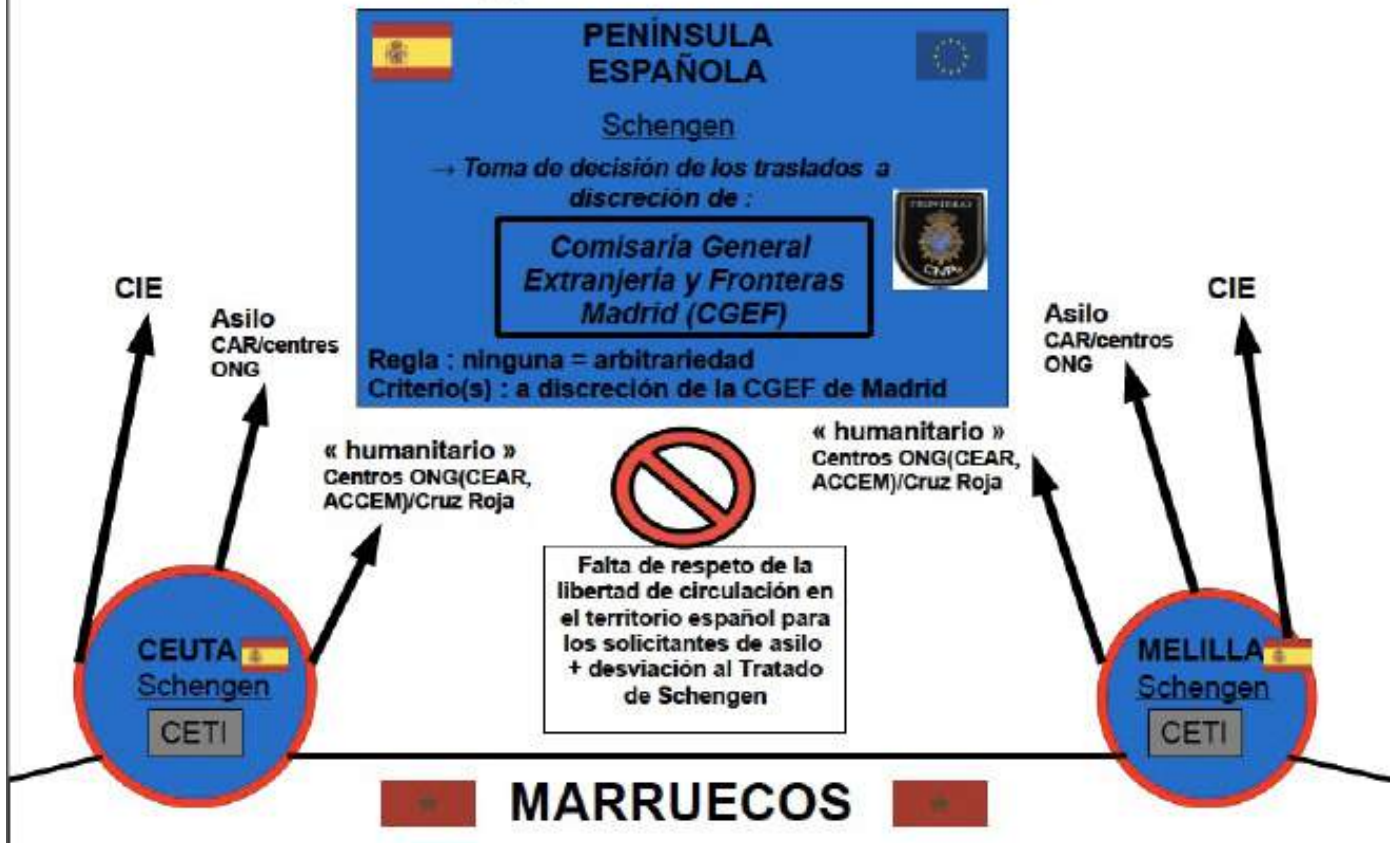 PENÍNSULA
ESPAÑOLA
Schengen
→ Toma de decisión de los traslados a
discreción de :
Comisaría General
Extranjería y Fronteras
Madrid (CGEF)
Regla : ninguna = arbitrariedad
Criterio(s) : a discreción de la CGEF de Madrid
CIE
Asilo
CAR/centres
ONG
« humanitario »
Centros ONG(CEAR,
ACCEM)/Cruz Roja
Falta de respeto de la
libertad de circulación en
el territorio español para
los solicitantes de asilo
+ desviación al Tratado
de Schengen
« humanitario »
Centros ONG(CEAR,
ACCEM)/Cruz Roja
Asilo
CAR/centros
ONG
CIE
CEUTA
Schengen
CETI
MELILLA
Schengen
CETI
MARRUECOS